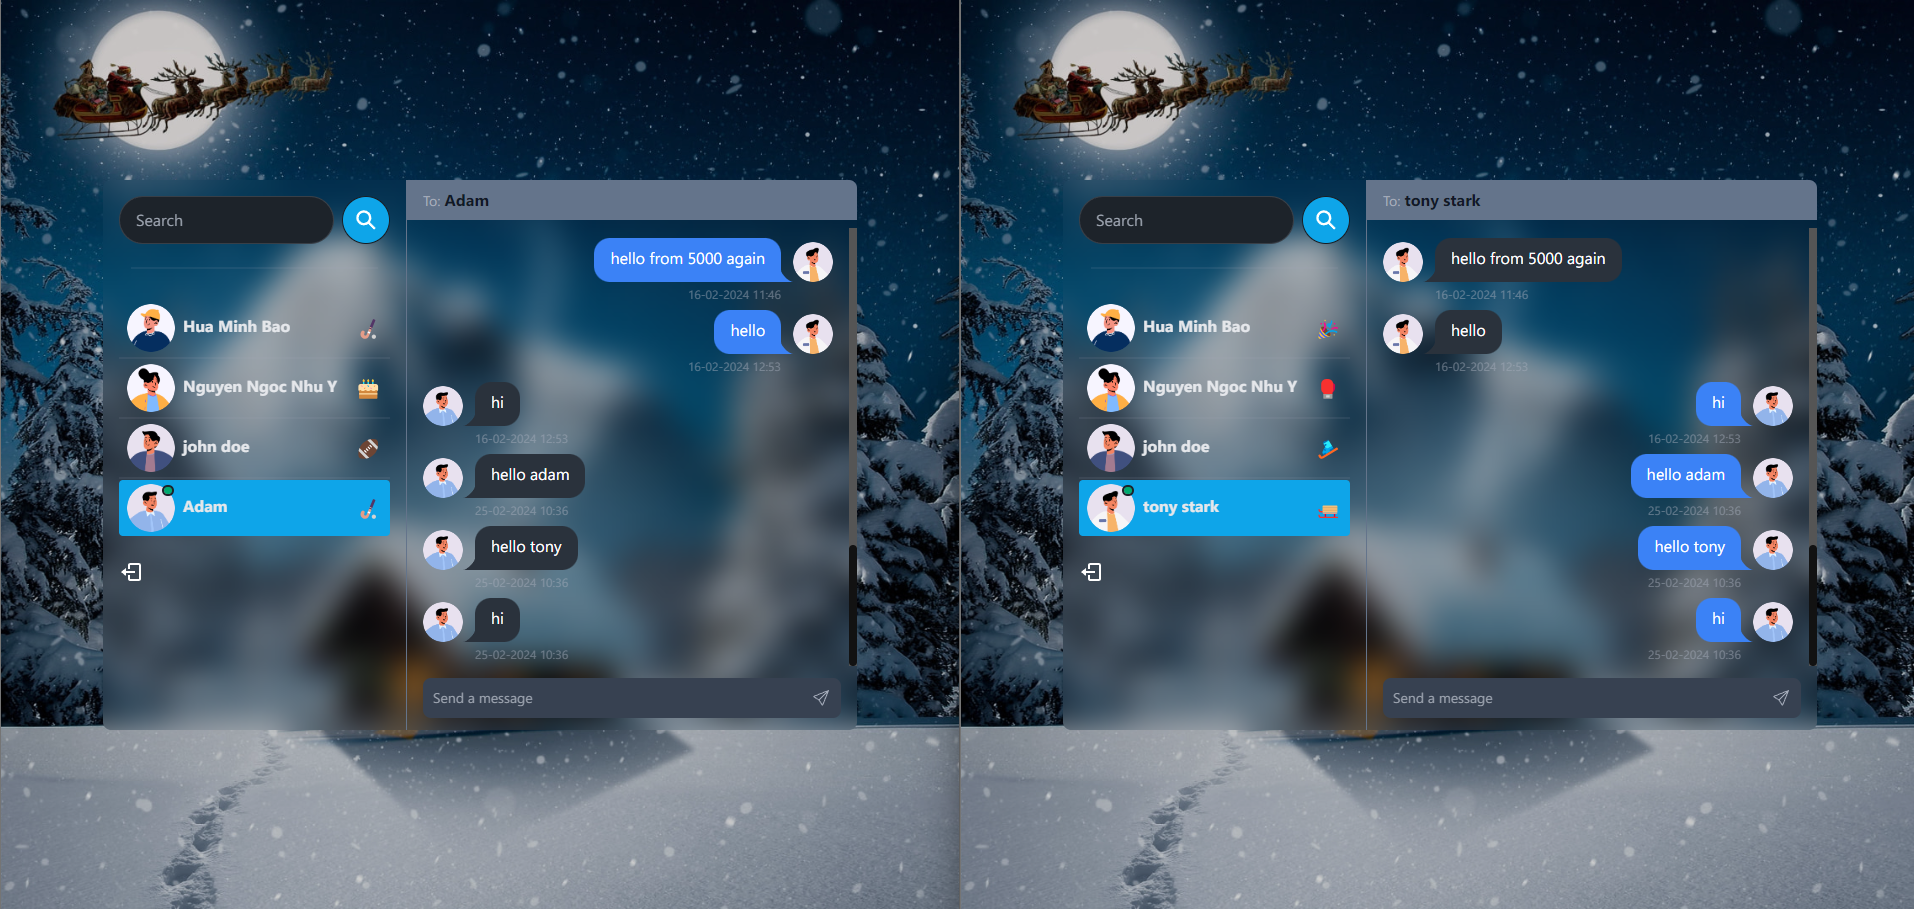 Search
Hua Minh Bao
Nguyen Ngoc Nhu Y
john doe
Adam
To: Adam
hello from 5000 again
16-02-2024 11:46
hello
16-02-2024 12:53
hi
16-02-2024 12:53
hello adam
25-02-2024 10:36
hello tony
25-02-2024 10:36
hi
25-02-2024 10:36
Send a message
Search
Hua Minh Bao
Nguyen Ngoc Nhu Y
john doe
tony stark
To: tony stark
hello from 5000 again
16-02-2024 11:46
hello
16-02-2024 12:53
hi
16-02-2024 12:53
hello adam
25-02-2024 10:36
hello tony
25-02-2024 10:36
hi
25-02-2024 10:36
Send a message